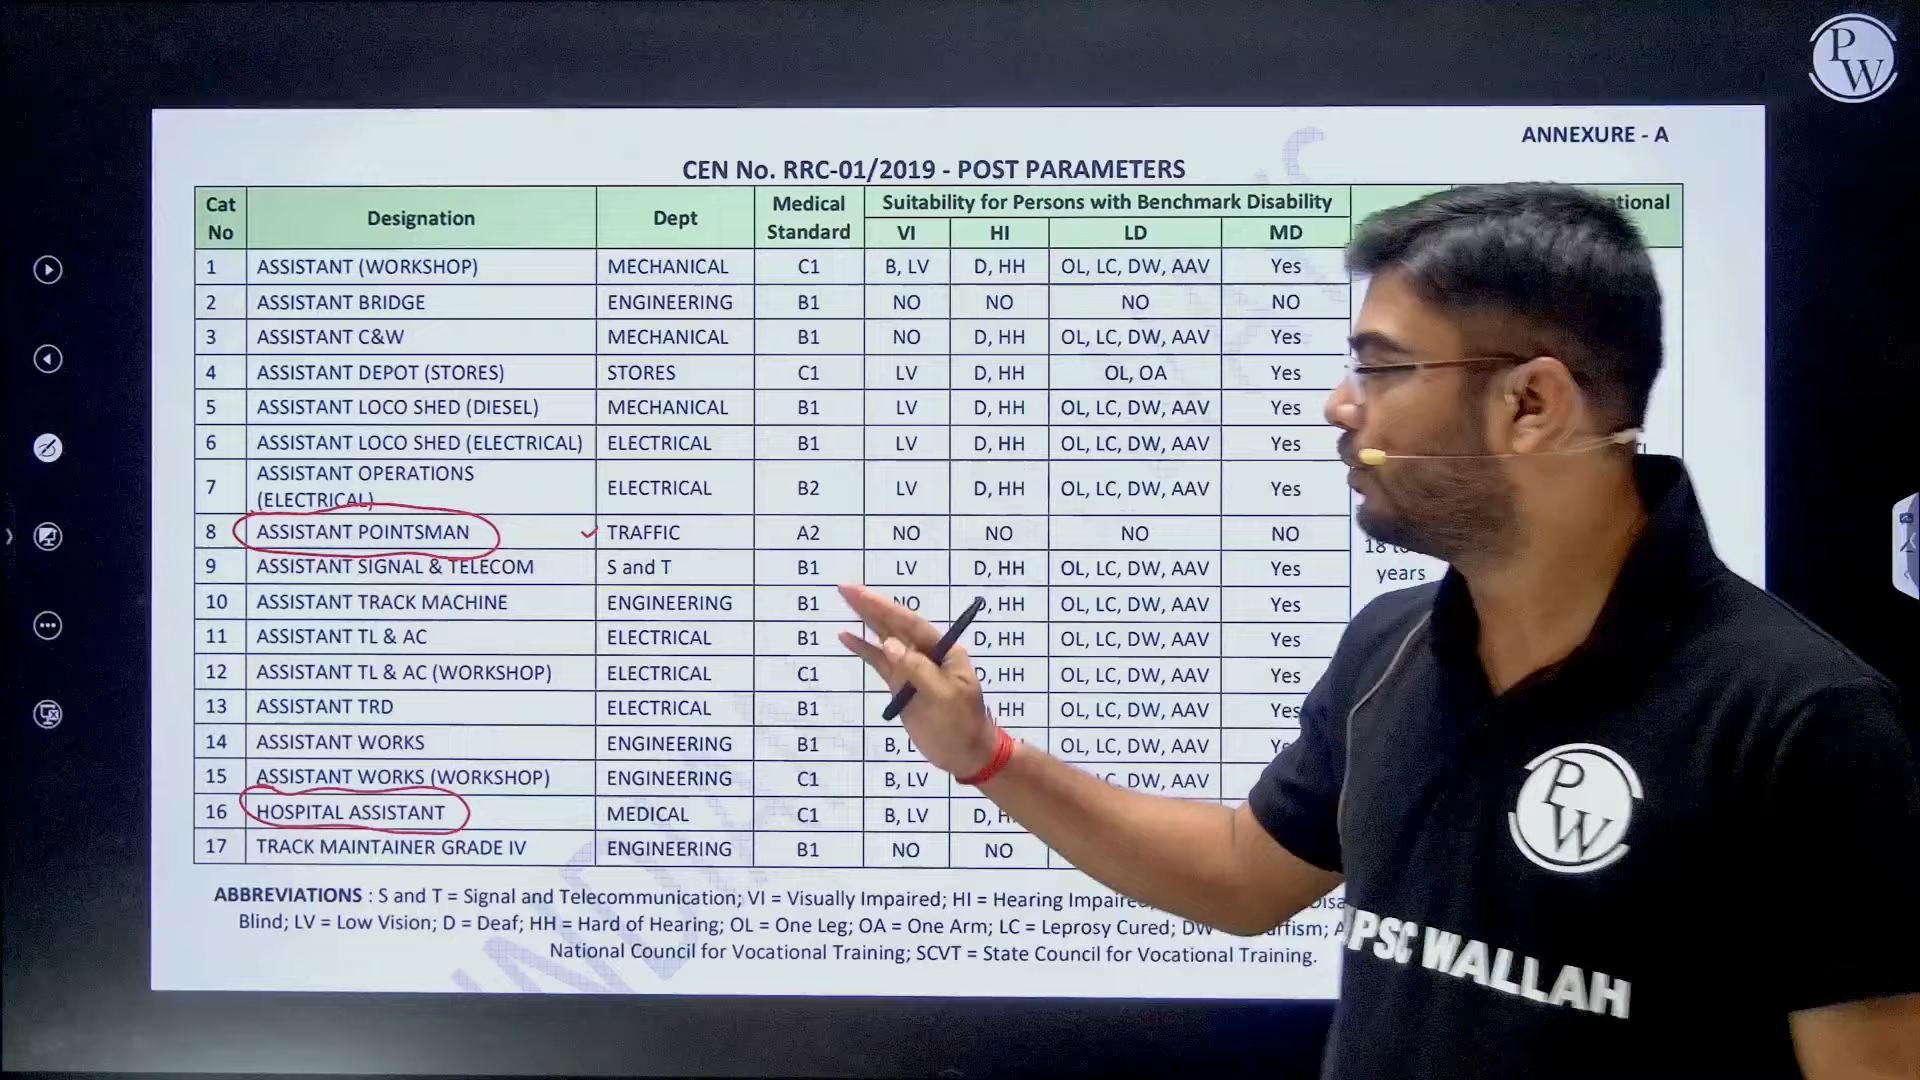 PW
ANNEXURE - A
CEN No. RRC-01/2019 - POST PARAMETERS
Cat No Designation Dept Medical Standard Suitability for Persons with Benchmark Disability
VI HI LD MD
1 ASSISTANT (WORKSHOP) MECHANICAL C1 B, LV D, HH OL, LC, DW, AAV Yes
2 ASSISTANT BRIDGE ENGINEERING B1 NO NO NO NO
3 ASSISTANT C&W MECHANICAL B1 NO D, HH OL, LC, DW, AAV Yes
4 ASSISTANT DEPOT (STORES) STORES C1 LV D, HH OL, OA Yes
5 ASSISTANT LOCO SHED (DIESEL) MECHANICAL B1 LV D, HH OL, LC, DW, AAV Yes
6 ASSISTANT LOCO SHED (ELECTRICAL) ELECTRICAL B1 LV D, HH OL, LC, DW, AAV Yes
7 ASSISTANT OPERATIONS (ELECTRICAL) ELECTRICAL B2 LV D, HH OL, LC, DW, AAV Yes
8 ASSISTANT POINTSMAN TRAFFIC A2 NO NO NO NO
18
years
9 ASSISTANT SIGNAL & TELECOM S and T B1 LV D, HH OL, LC, DW, AAV Yes
10 ASSISTANT TRACK MACHINE ENGINEERING B1 NO D, HH OL, LC, DW, AAV Yes
11 ASSISTANT TL & AC ELECTRICAL B1 D, HH OL, LC, DW, AAV Yes
12 ASSISTANT TL & AC (WORKSHOP) ELECTRICAL C1 D, HH OL, LC, DW, AAV Yes
13 ASSISTANT TRD ELECTRICAL B1 HH OL, LC, DW, AAV Yes
14 ASSISTANT WORKS ENGINEERING B1 B, OL, LC, DW, AAV
15 ASSISTANT WORKS (WORKSHOP) ENGINEERING C1 B, LV LC, DW, AAV
16 HOSPITAL ASSISTANT MEDICAL C1 B, LV D,
17 TRACK MAINTAINER GRADE IV ENGINEERING B1 NO NO
ABBREVIATIONS : S and T = Signal and Telecommunication; VI = Visually Impaired; HI = Hearing
Blind; LV = Low Vision; D = Deaf; HH = Hard of Hearing; OL = One Leg; OA = One Arm; LC = Leprosy Cured;
National Council for Vocational Training; SCVT = State Council for Vocational Training.
PW
PSC WALLAH